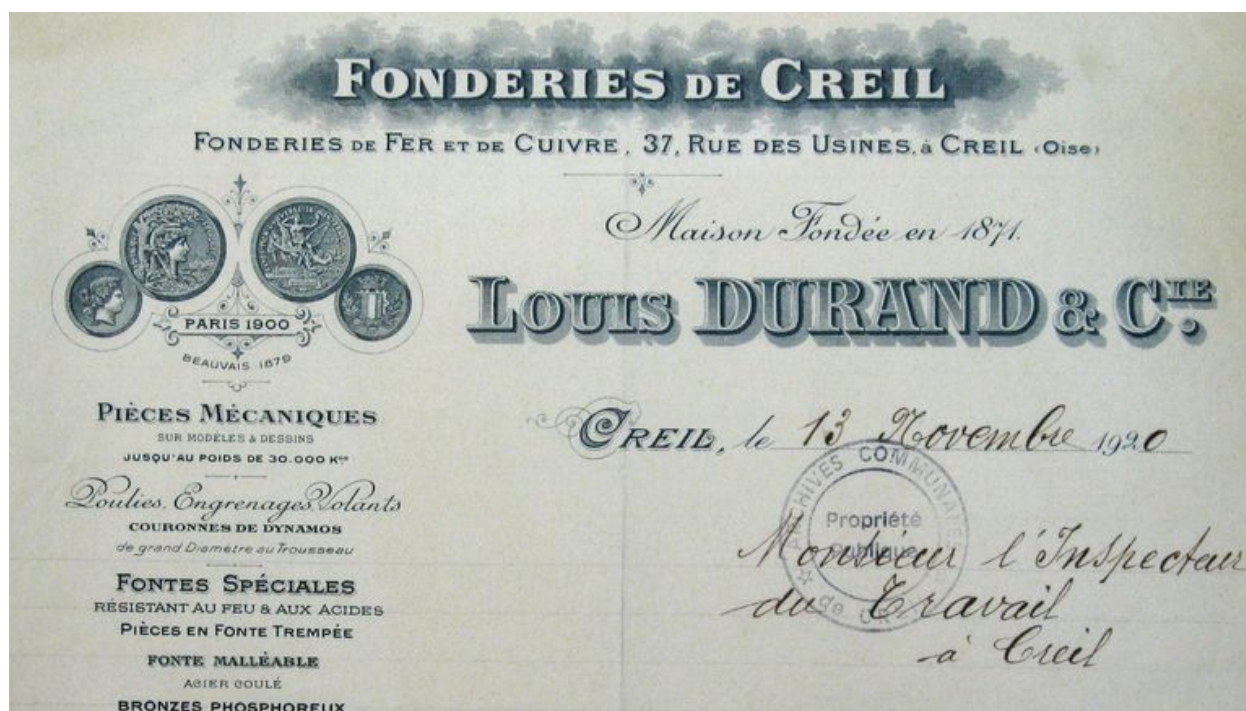 FONDERIES DE CREIL
FONDERIES DE FER ET DE CUIVRE, 37, RUE DES USINES, à CREIL (Oise)
Maison Fondée en 1871.
LOUIS DURAND & CIE
PARIS 1900
BEAUVAIS 1879
PIÈCES MÉCANIQUES
SUR MODÈLES & DESSINS
JUSQU'AU POIDS DE 30.000 Kos
Poulies, Engrenages, Volants
COURONNES DE DYNAMOS
de grand Diamètre au Trousseau
FONTES SPÉCIALES
RÉSISTANT AU FEU & AUX ACIDES
PIÈCES EN FONTE TREMPÉE
FONTE MALLÉABLE
ACIER COULÉ
BRONZES PHOSPHOREUX
CREIL, le 13 Novembre 1920
ARCHIVES COMMUNALES
Propriété
Publique
de
Monsieur l'Inspecteur
du Travail
à Creil